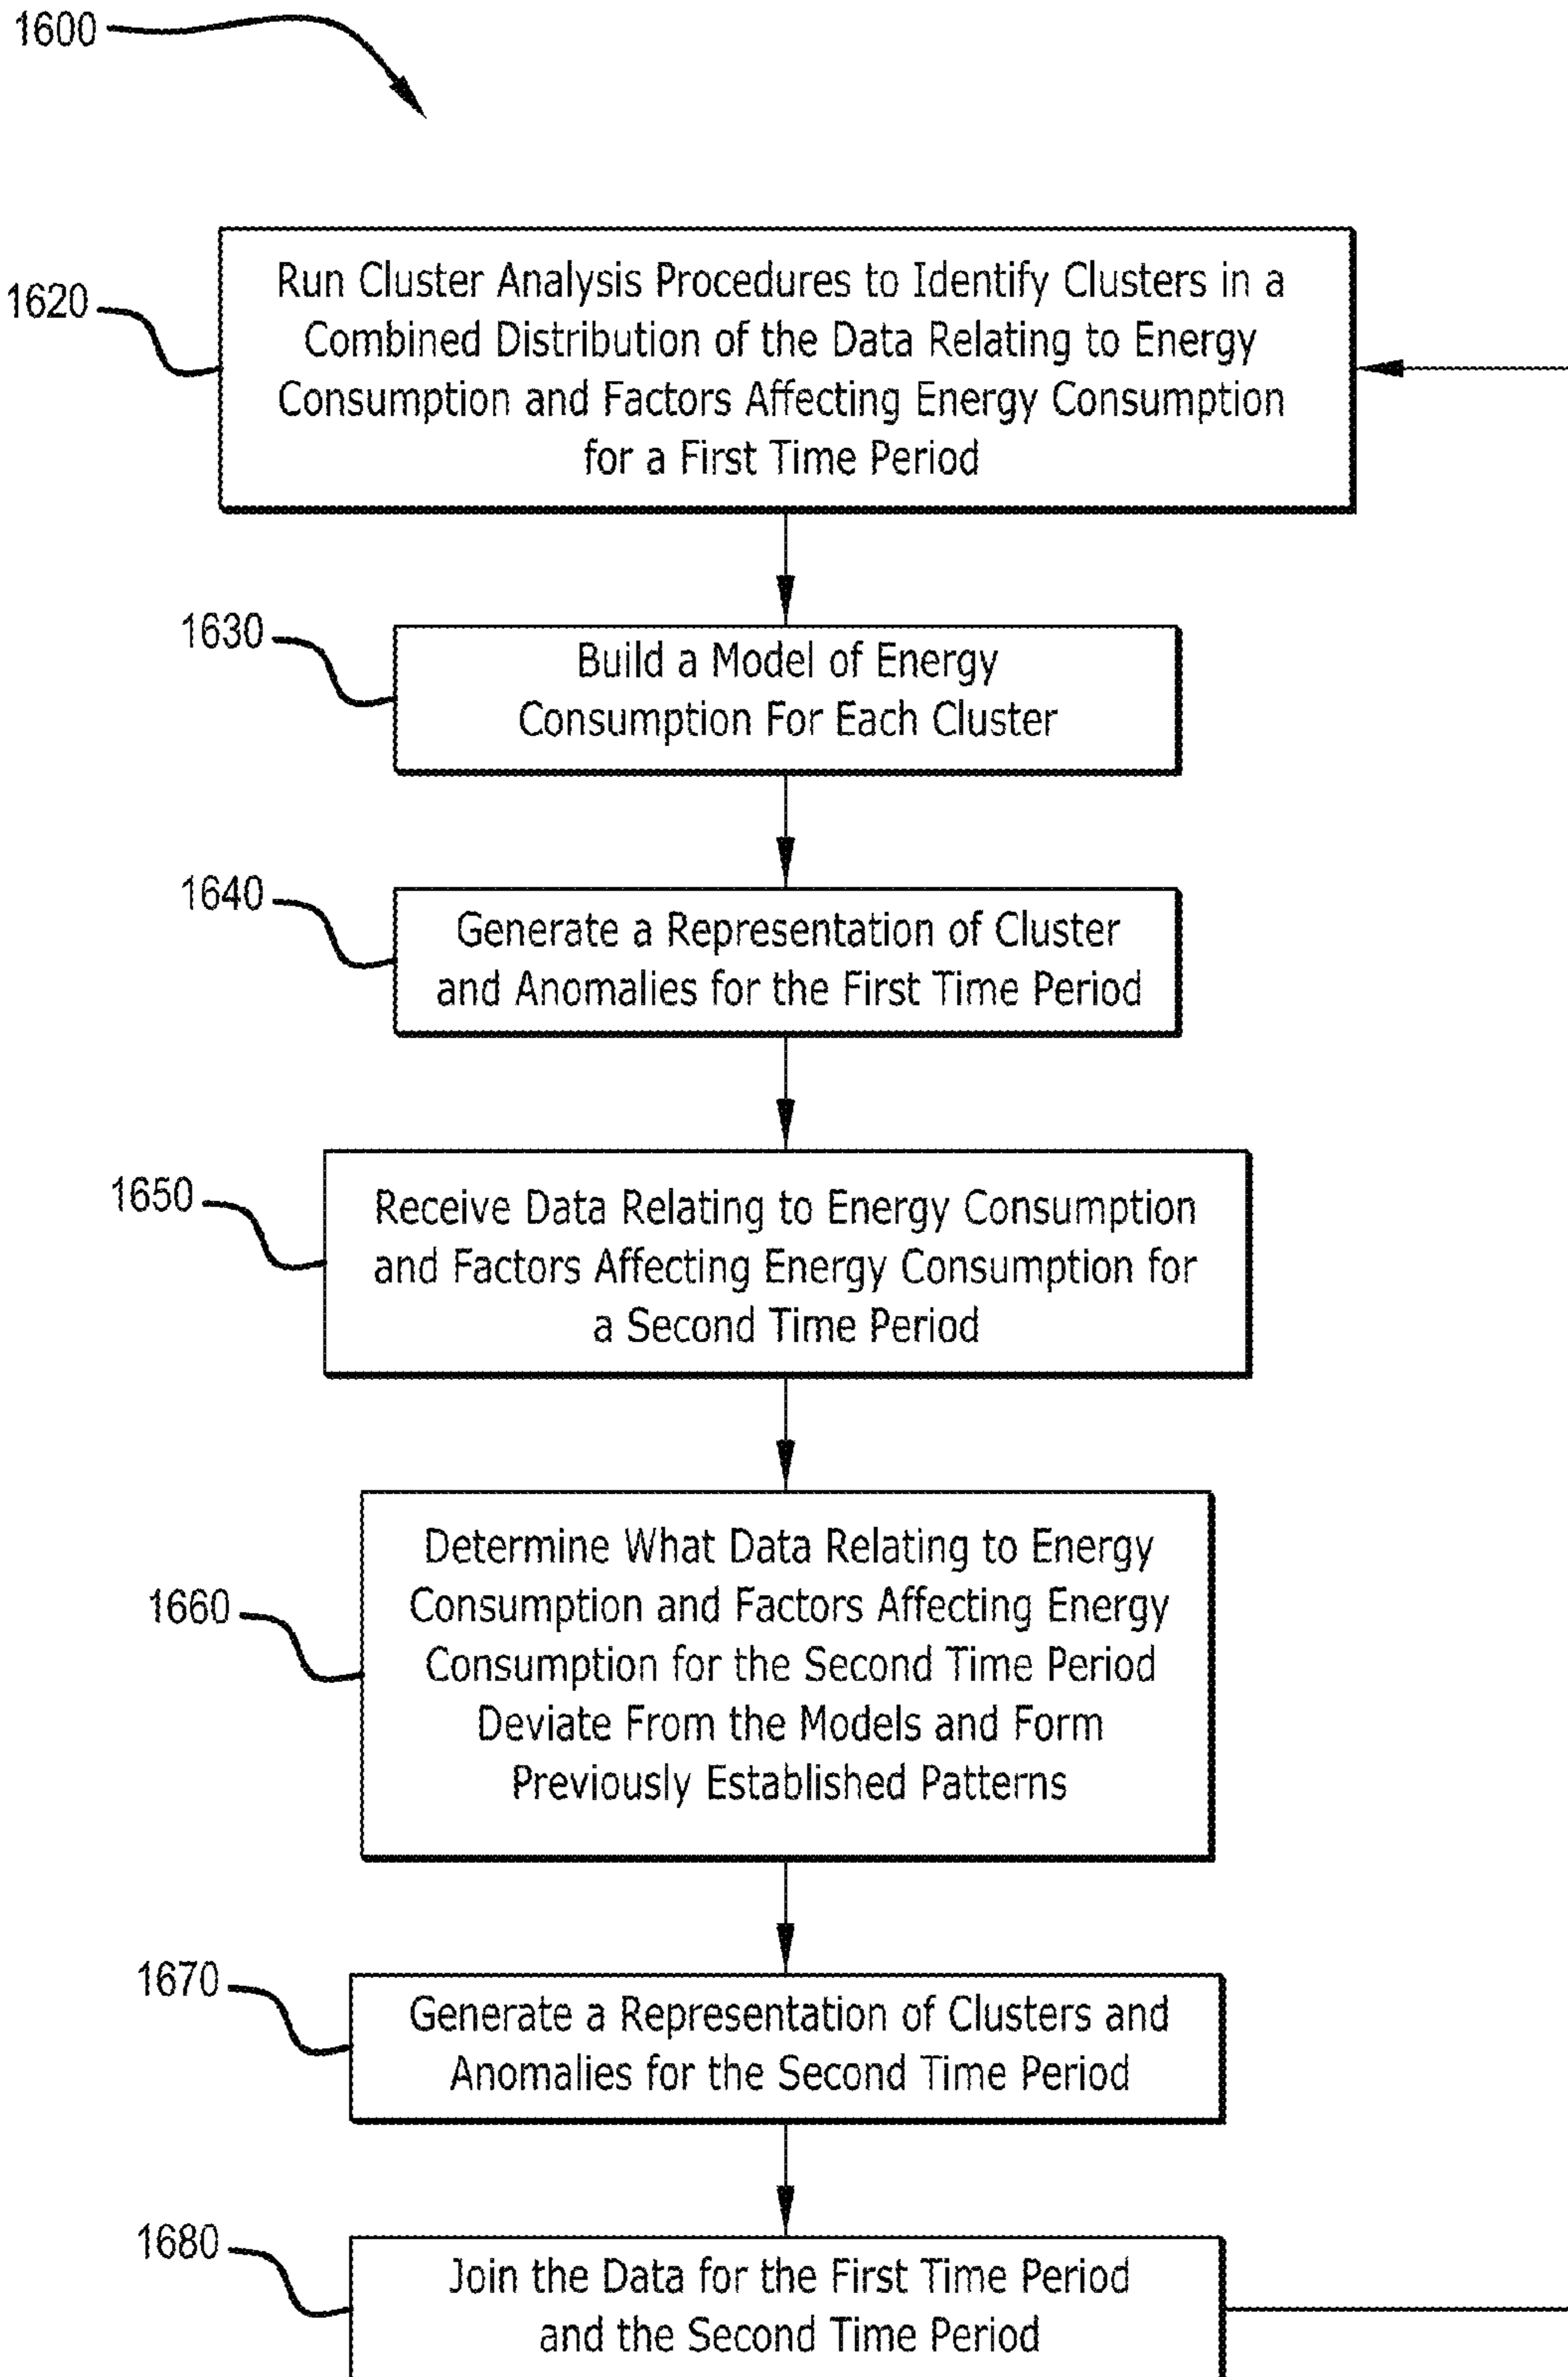 1600
1620
Run Cluster Analysis Procedures to Identify Clusters in a
Combined Distribution of the Data Relating to Energy
Consumption and Factors Affecting Energy Consumption
for a First Time Period
1630
Build a Model of Energy
Consumption For Each Cluster
1640
Generate a Representation of Cluster
and Anomalies for the First Time Period
1650
Receive Data Relating to Energy Consumption
and Factors Affecting Energy Consumption for
a Second Time Period
1660
Determine What Data Relating to Energy
Consumption and Factors Affecting Energy
Consumption for the Second Time Period
Deviate From the Models and Form
Previously Established Patterns
1670
Generate a Representation of Clusters and
Anomalies for the Second Time Period
1680
Join the Data for the First Time Period
and the Second Time Period